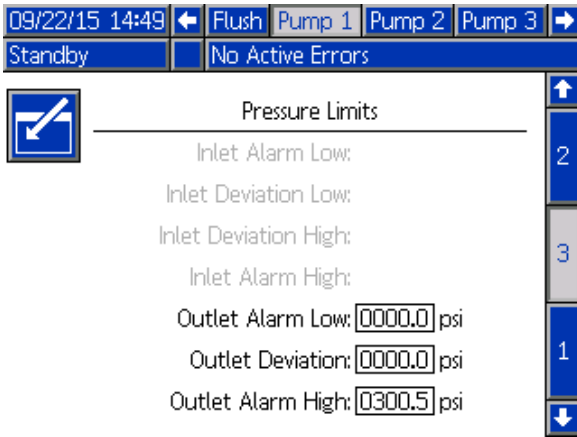 09/22/15 14:49 Flush Pump 1 Pump 2 Pump 3
Standby No Active Errors
Pressure Limits
Inlet Alarm Low:
2
Inlet Deviation Low:
Inlet Deviation High:
3
Inlet Alarm High:
Outlet Alarm Low: 0000.0 psi
Outlet Deviation: 0000.0 psi
1
Outlet Alarm High: 0300.5 psi